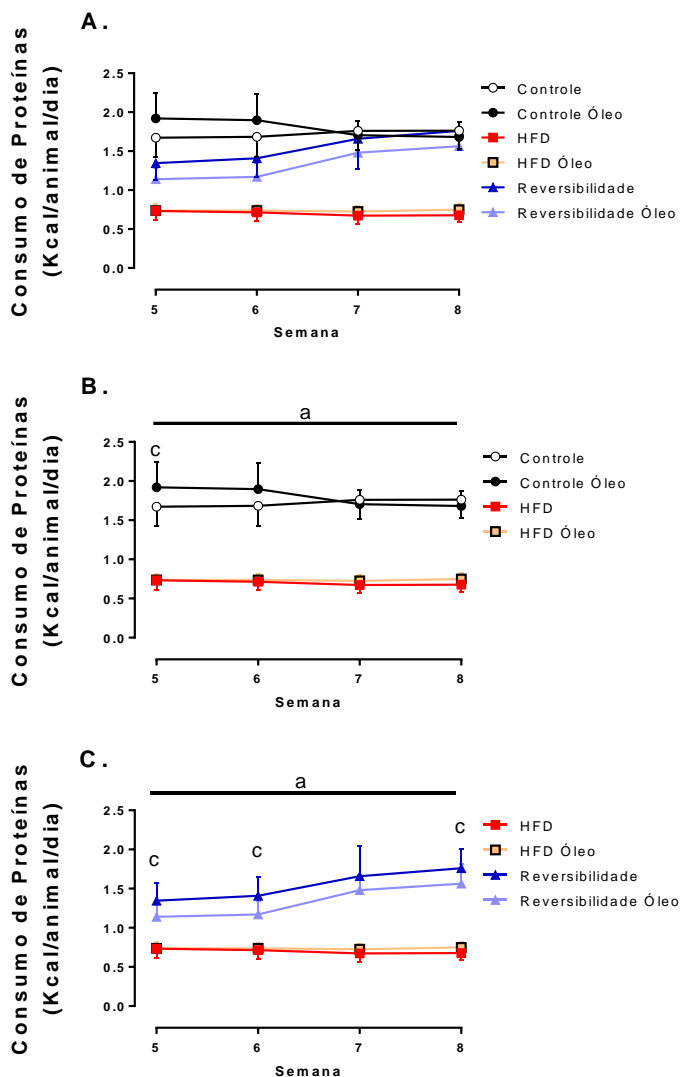 A.
Consumo de Proteínas
(Kcal/animal/dia)
2.5
2.0
1.5
1.0
0.5
0.0
5
6
7
8
Semana
Controle
Controle Óleo
HFD
HFD Óleo
Reversibilidade
Reversibilidade Óleo
B.
a
c
Consumo de Proteínas
(Kcal/animal/dia)
2.5
2.0
1.5
1.0
0.5
0.0
5
6
7
8
Semana
Controle
Controle Óleo
HFD
HFD Óleo
C.
a
c
c
c
Consumo de Proteínas
(Kcal/animal/dia)
2.5
2.0
1.5
1.0
0.5
0.0
5
6
7
8
Semana
HFD
HFD Óleo
Reversibilidade
Reversibilidade Óleo